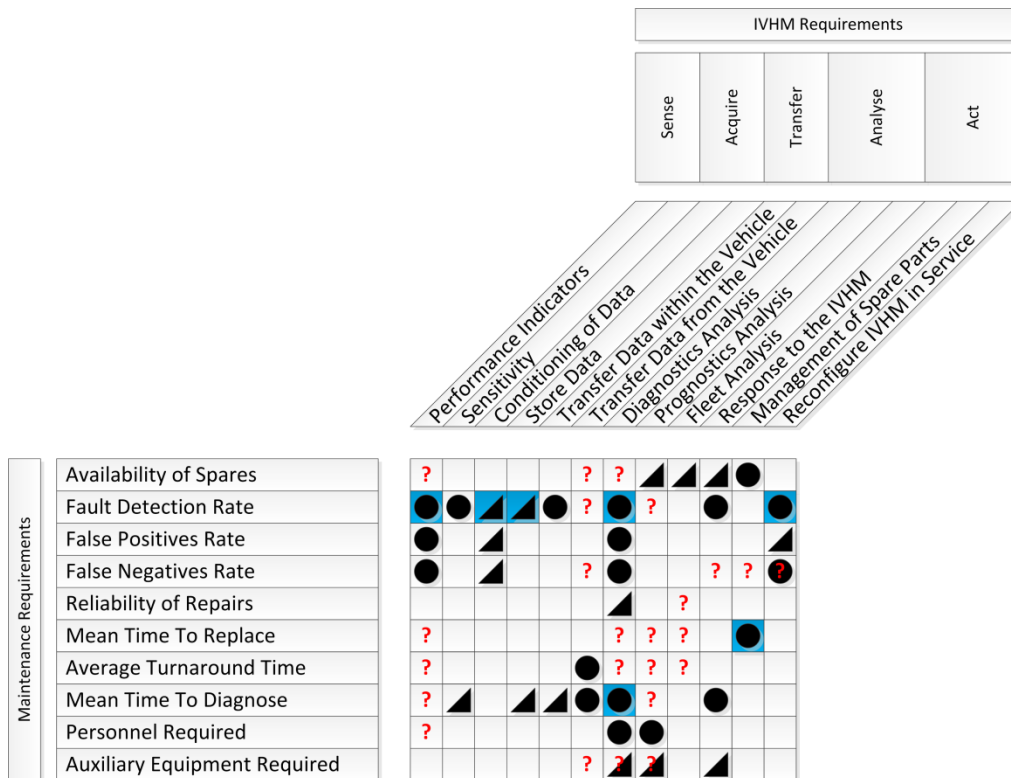 IVHM Requirements
Sense
Acquire
Transfer
Analyse
Act
Performance Indicators
Sensitivity
Conditioning of Data
Store Data
Transfer Data within the Vehicle
Transfer Data from the Vehicle
Diagnostics Analysis
Prognostics Analysis
Fleet Analysis
Response to the IVHM
Management of Spare Parts
Reconfigure IVHM in Service
Maintenance Requirements
Availability of Spares ? ? ?
Fault Detection Rate ? ?
False Positives Rate
False Negatives Rate ? ? ? ?
Reliability of Repairs ?
Mean Time To Replace ? ? ? ?
Average Turnaround Time ? ? ? ?
Mean Time To Diagnose ? ?
Personnel Required ?
Auxiliary Equipment Required ? ? ?